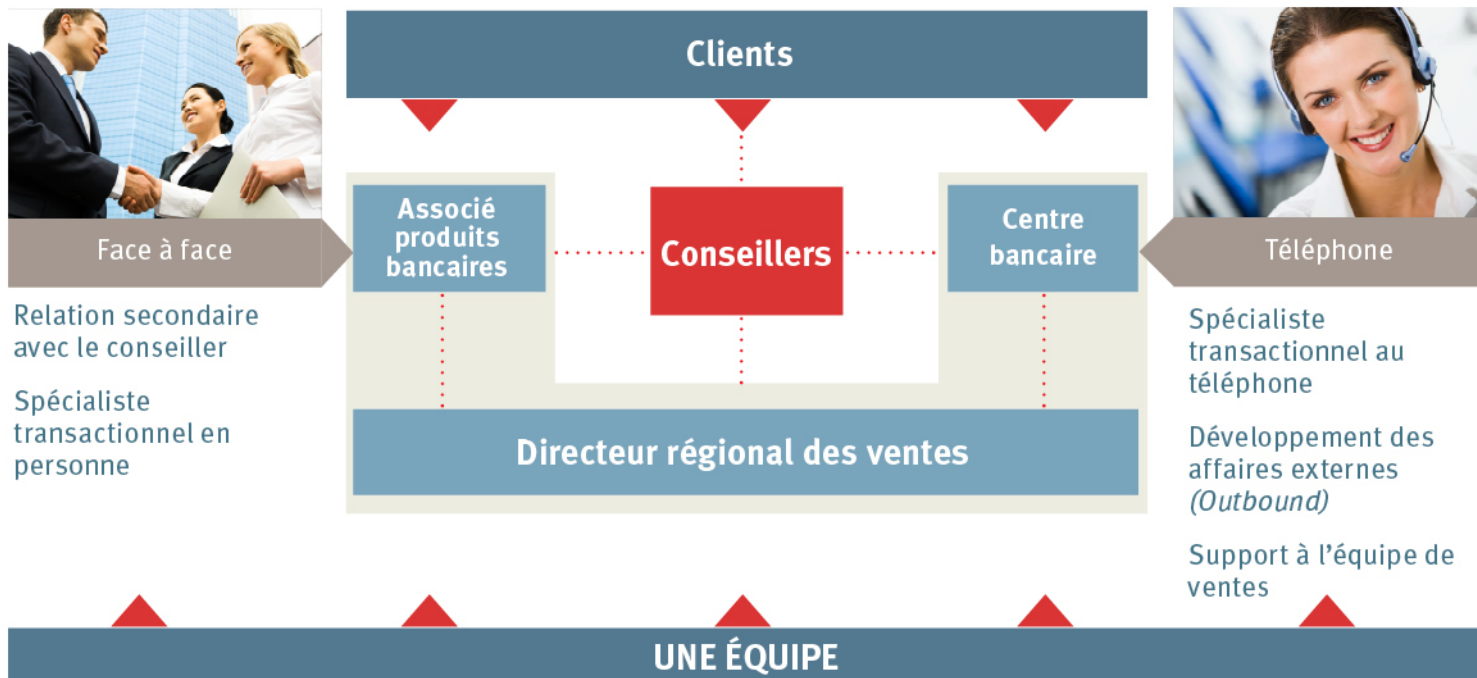 Clients
Face à face
Associé
produits
bancaires
Conseillers
Centre
bancaire
Téléphone
Relation secondaire
avec le conseiller
Spécialiste
transactionnel en
personne
Directeur régional des ventes
Spécialiste
transactionnel au
téléphone
Développement des
affaires externes
(Outbound)
Support à l’équipe de
ventes
UNE ÉQUIPE